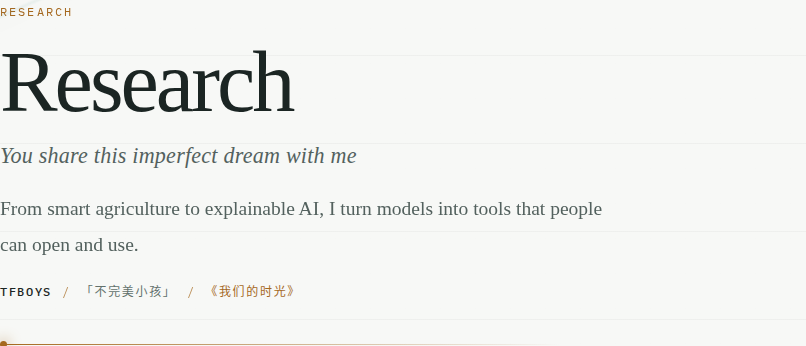 RESEARCH
Research
You share this imperfect dream with me
From smart agriculture to explainable AI, I turn models into tools that people
can open and use.
TFBOYS / 「不完美小孩」 / 《我们的时光》